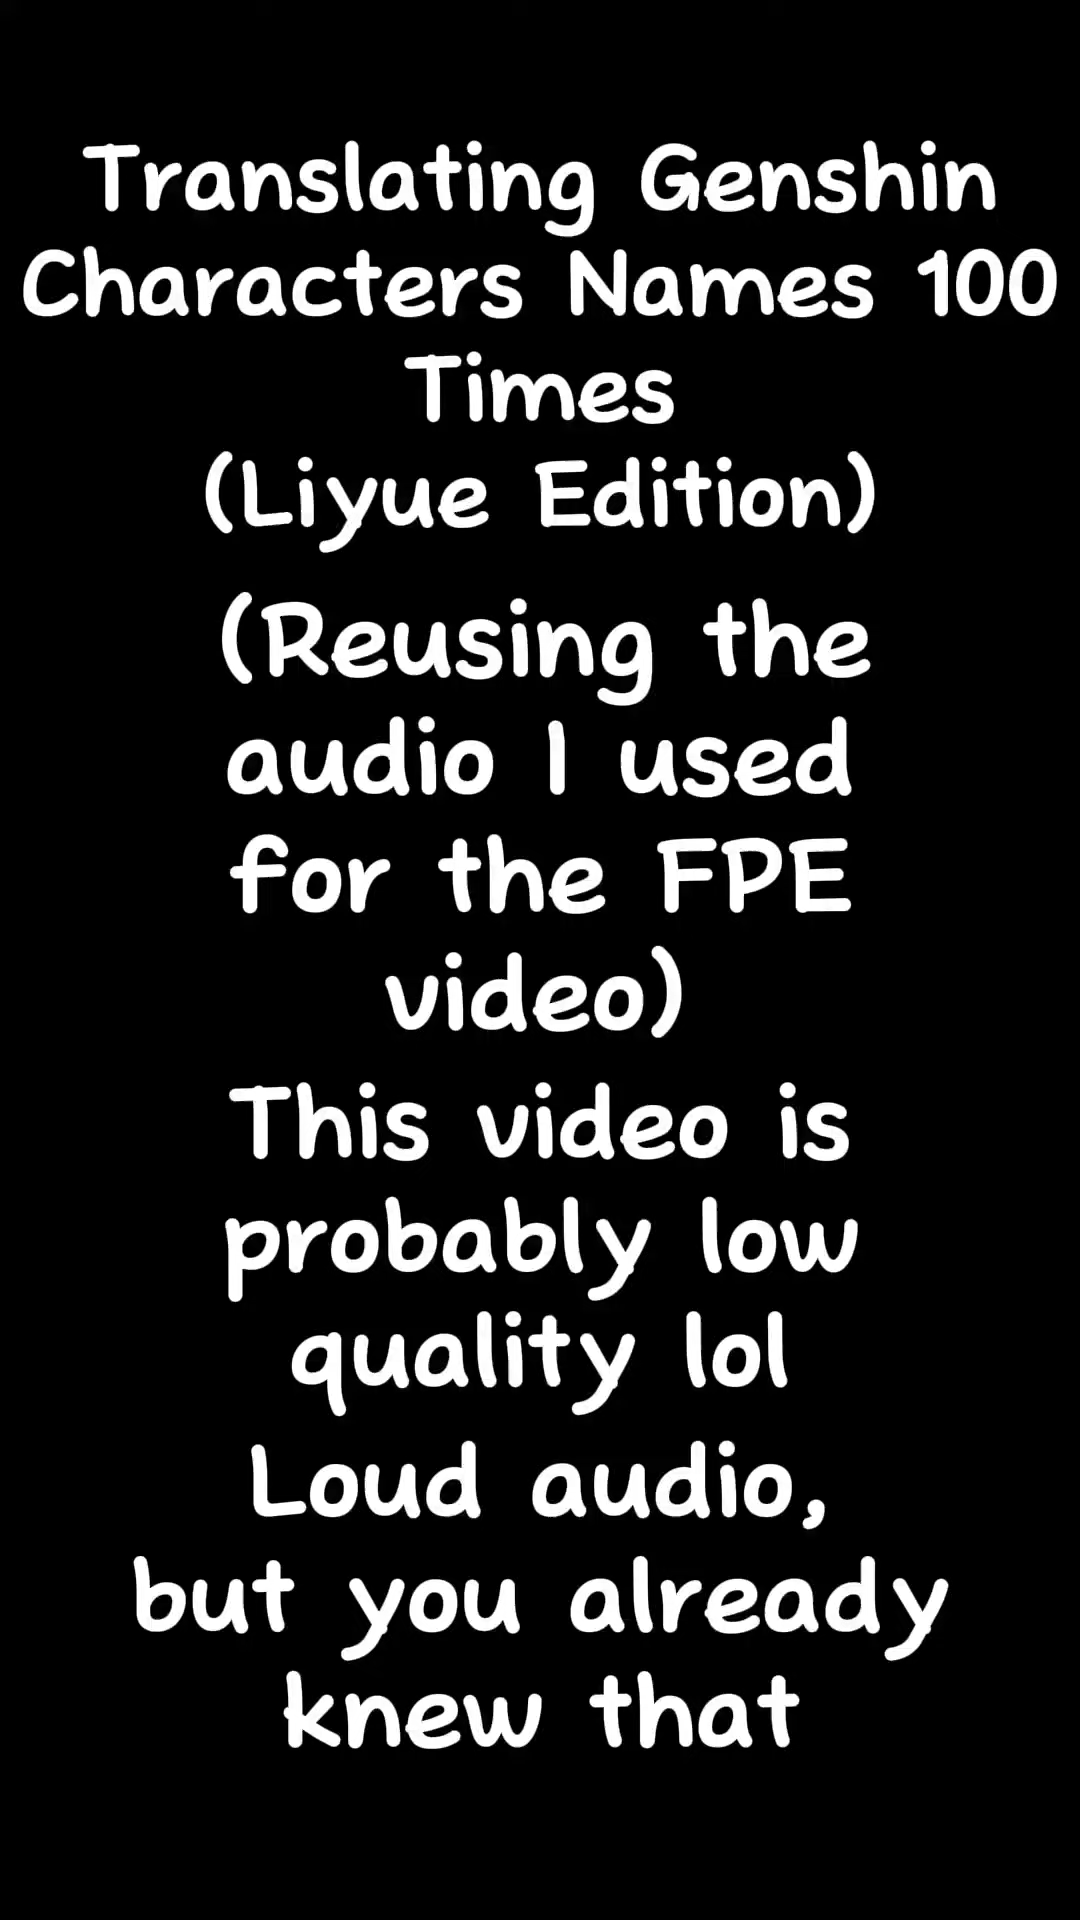 Translating Genshin
Characters Names 100
Times
(Liyue Edition)
(Reusing the
audio I used
for the FPE
video)
This video is
probably low
quality lol
Loud audio,
but you already
knew that